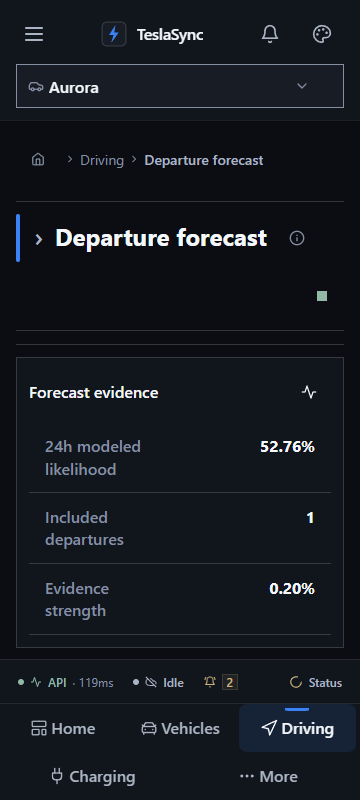 TeslaSync
Aurora
Driving
Departure forecast
Departure forecast
Forecast evidence
24h modeled likelihood
52.76%
Included departures
1
Evidence strength
0.20%
API · 119ms
Idle
2
Status
Home
Vehicles
Driving
Charging
More